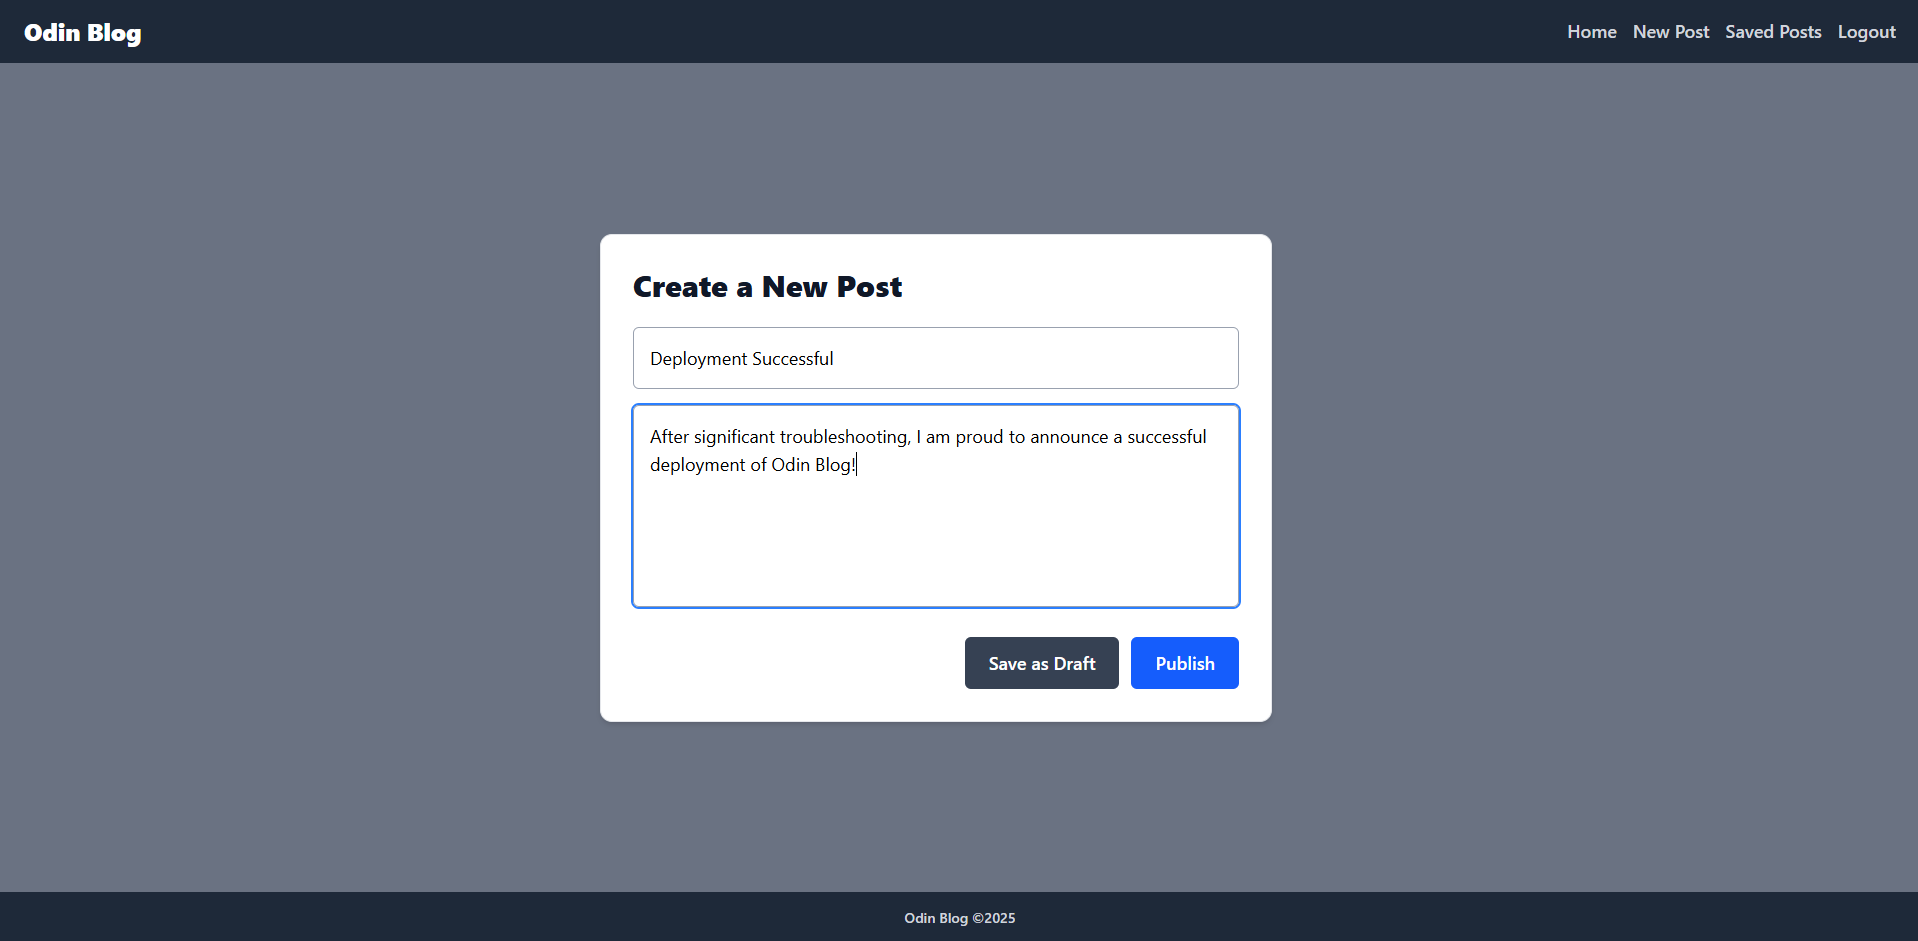 Odin Blog
Home New Post Saved Posts Logout
Create a New Post
Deployment Successful
After significant troubleshooting, I am proud to announce a successful
deployment of Odin Blog!
Save as Draft Publish
Odin Blog ©2025